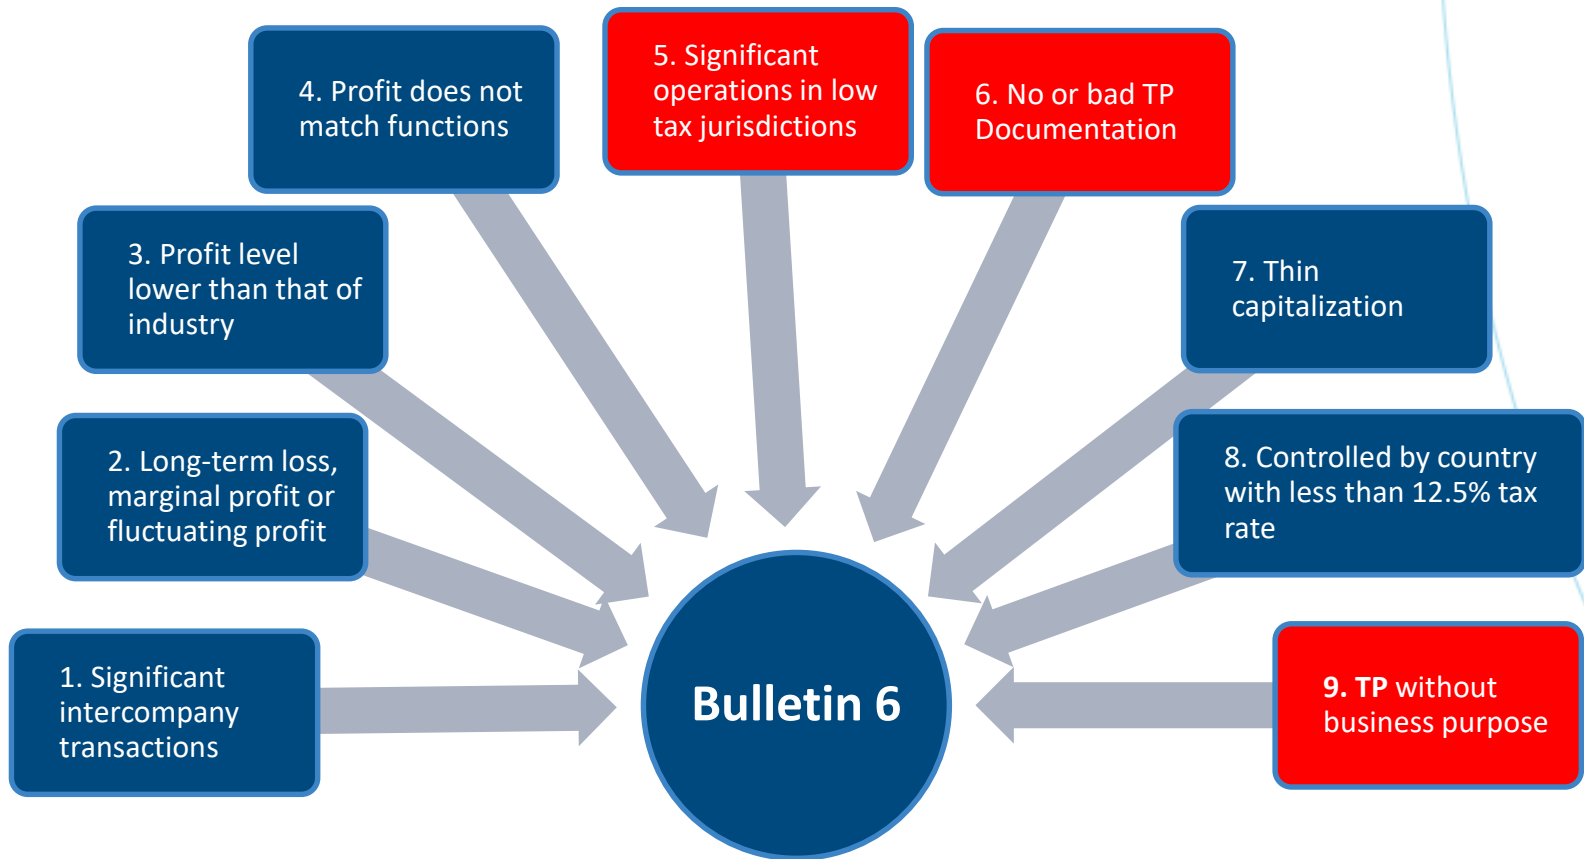 1. Significant
intercompany
transactions
2. Long-term loss,
marginal profit or
fluctuating profit
3. Profit level
lower than that of
industry
4. Profit does not
match functions
5. Significant
operations in low
tax jurisdictions
6. No or bad TP
Documentation
7. Thin
capitalization
8. Controlled by country
with less than 12.5% tax
rate
9. TP without
business purpose
Bulletin 6